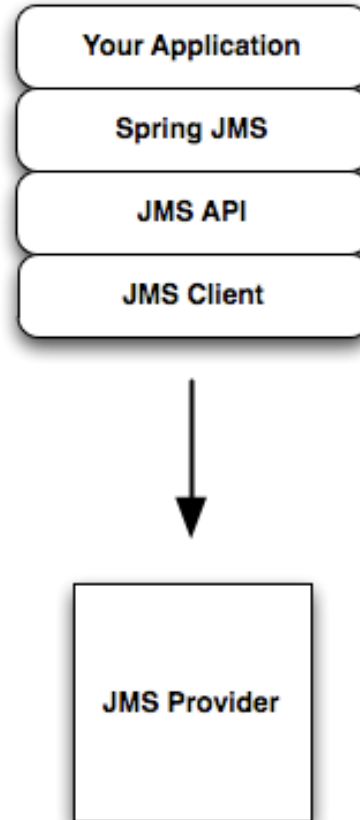 Your Application
Spring JMS
JMS API
JMS Client
JMS Provider